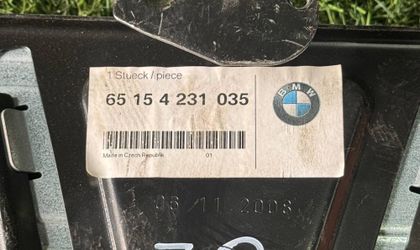 1 Stueck / piece
65 15 4 231 035
BMW
Made in Czech Republic 01
06 11 2008